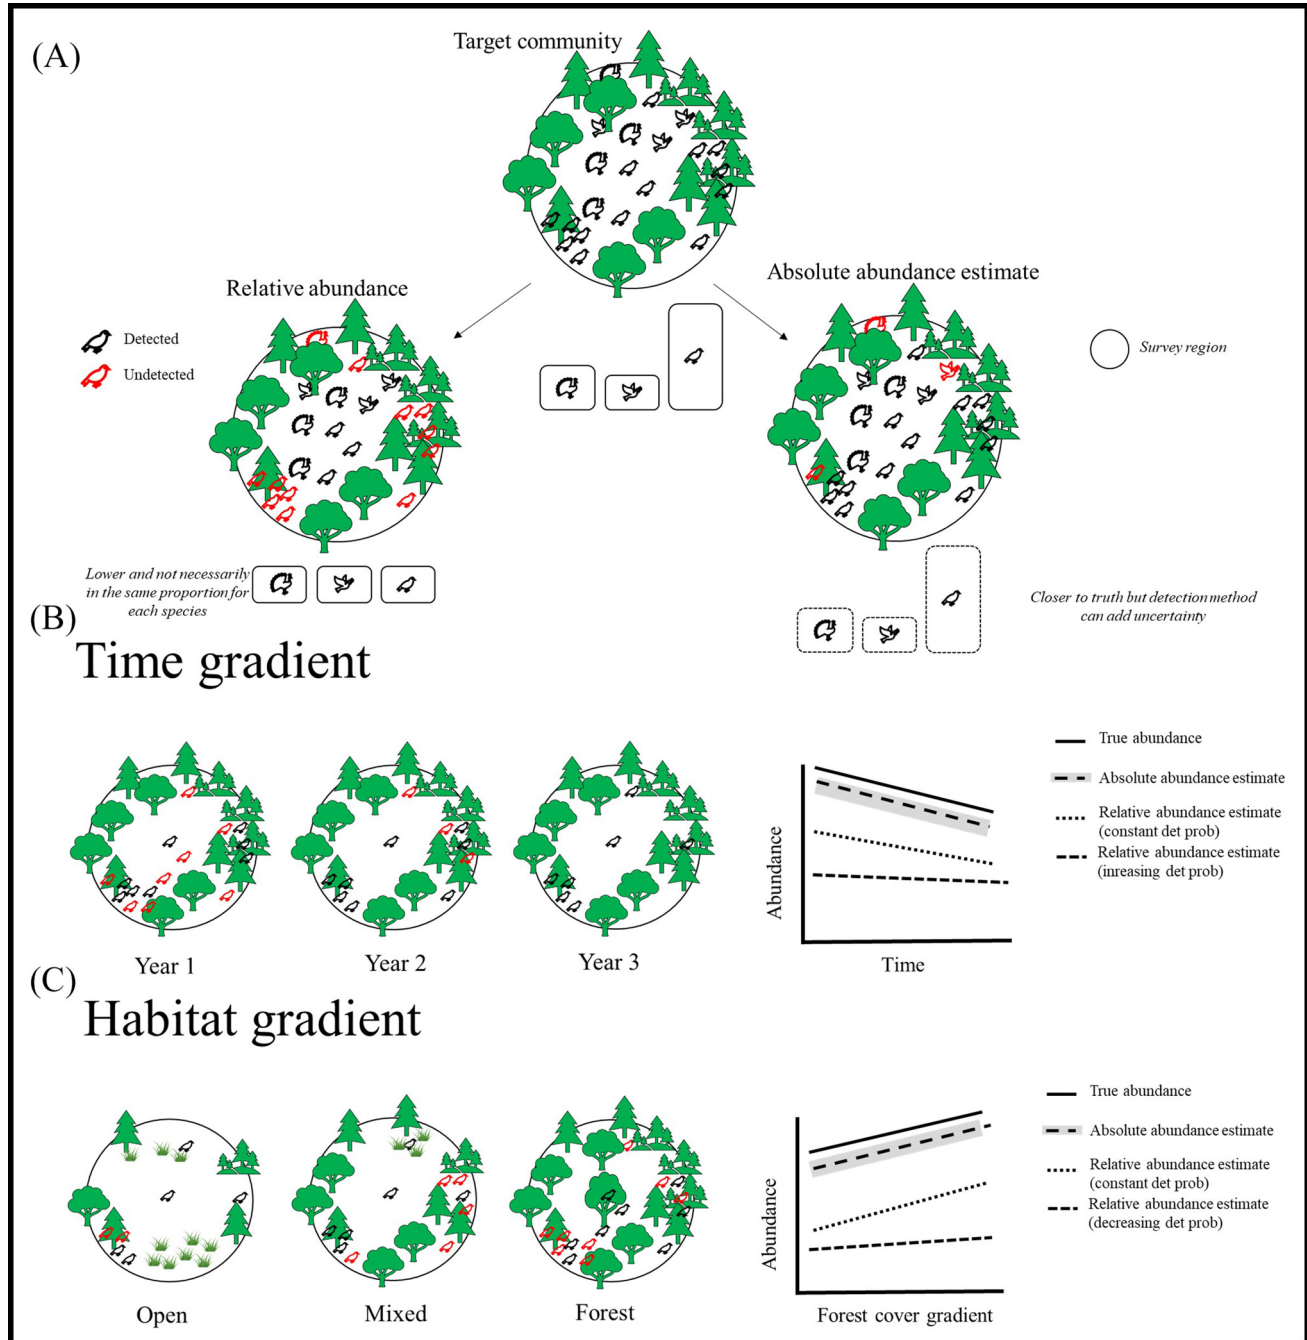 (A)
Target community
Relative abundance
Absolute abundance estimate
Detected
Undetected
Survey region
Lower and not necessarily
in the same proportion for
each species
Closer to truth but detection method
can add uncertainty
(B)
Time gradient
Year 1
Year 2
Year 3
Abundance
Time
True abundance
Absolute abundance estimate
Relative abundance estimate
(constant det prob)
Relative abundance estimate
(inreasing det prob)
(C)
Habitat gradient
Open
Mixed
Forest
Abundance
Forest cover gradient
True abundance
Absolute abundance estimate
Relative abundance estimate
(constant det prob)
Relative abundance estimate
(decreasing det prob)